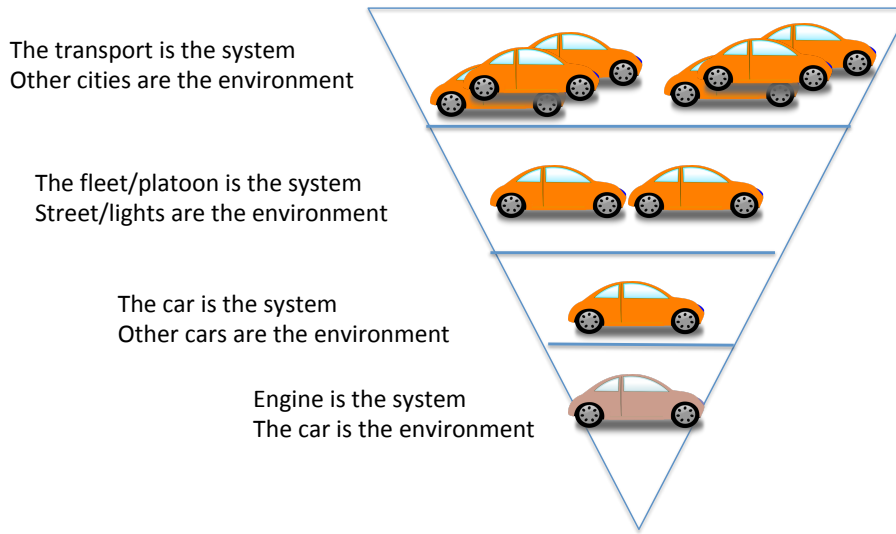 The transport is the system
Other cities are the environment
The fleet/platoon is the system
Street/lights are the environment
The car is the system
Other cars are the environment
Engine is the system
The car is the environment